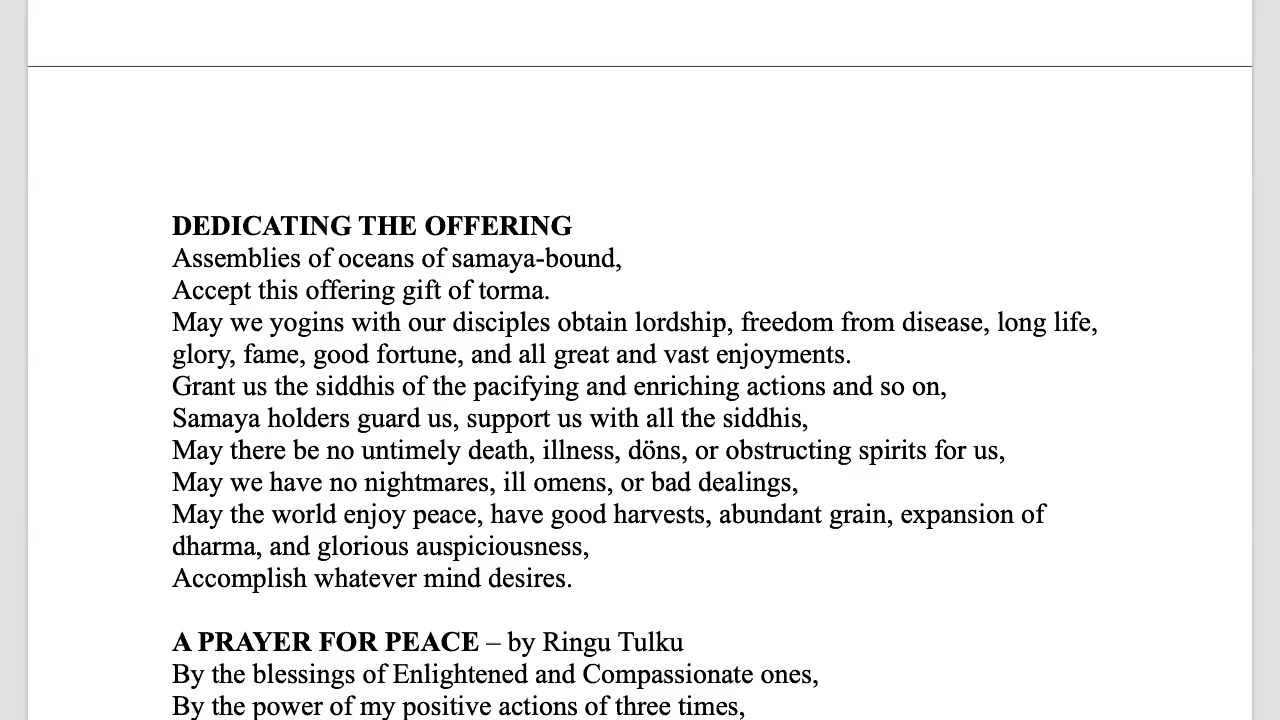 DEDICATING THE OFFERING
Assemblies of oceans of samaya-bound,
Accept this offering gift of torma.
May we yogins with our disciples obtain lordship, freedom from disease, long life,
glory, fame, good fortune, and all great and vast enjoyments.
Grant us the siddhis of the pacifying and enriching actions and so on,
Samaya holders guard us, support us with all the siddhis,
May there be no untimely death, illness, döns, or obstructing spirits for us,
May we have no nightmares, ill omens, or bad dealings,
May the world enjoy peace, have good harvests, abundant grain, expansion of
dharma, and glorious auspiciousness,
Accomplish whatever mind desires.
A PRAYER FOR PEACE – by Ringu Tulku
By the blessings of Enlightened and Compassionate ones,
By the power of my positive actions of three times,